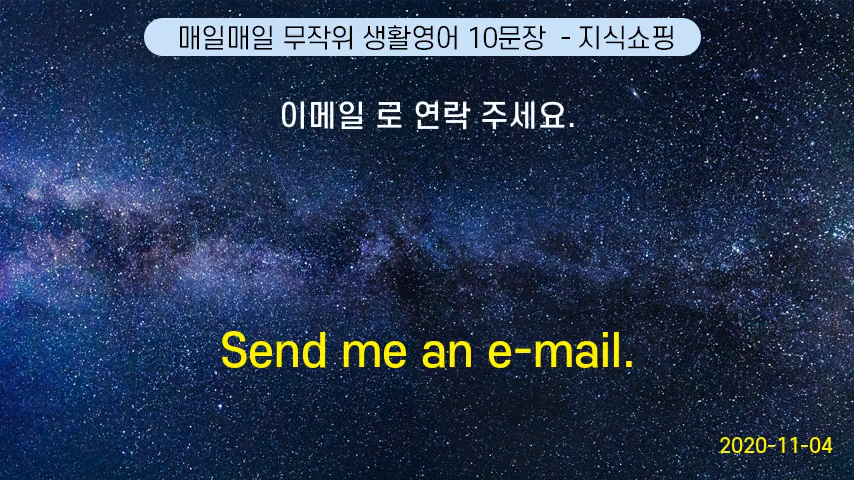 매일매일 무작위 생활영어 10문장 - 지식쇼핑
이메일 로 연락 주세요.
Send me an e-mail.
2020-11-04